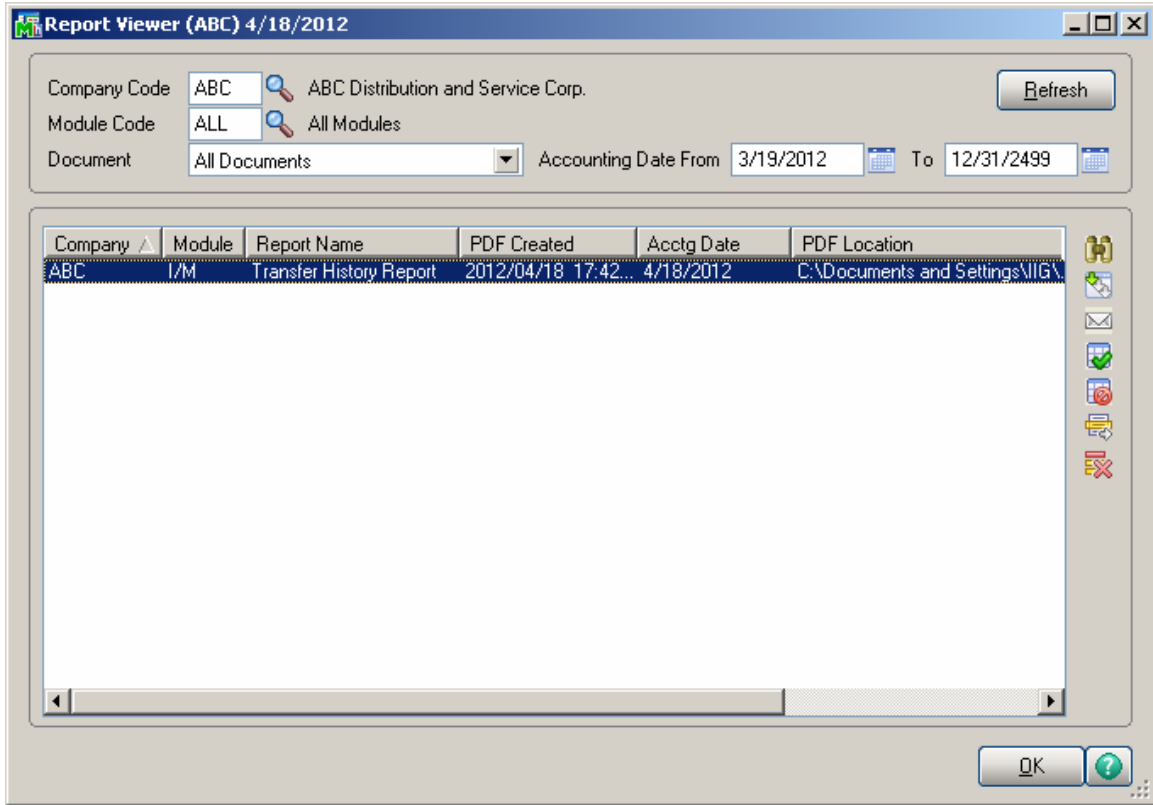 Report Viewer (ABC) 4/18/2012
Company Code ABC ABC Distribution and Service Corp. Refresh
Module Code ALL All Modules
Document All Documents Accounting Date From 3/19/2012 To 12/31/2499
Company Module Report Name PDF Created Acctg Date PDF Location
ABC I/M Transfer History Report 2012/04/18 17:42... 4/18/2012 C:\Documents and Settings\IIG\.
OK